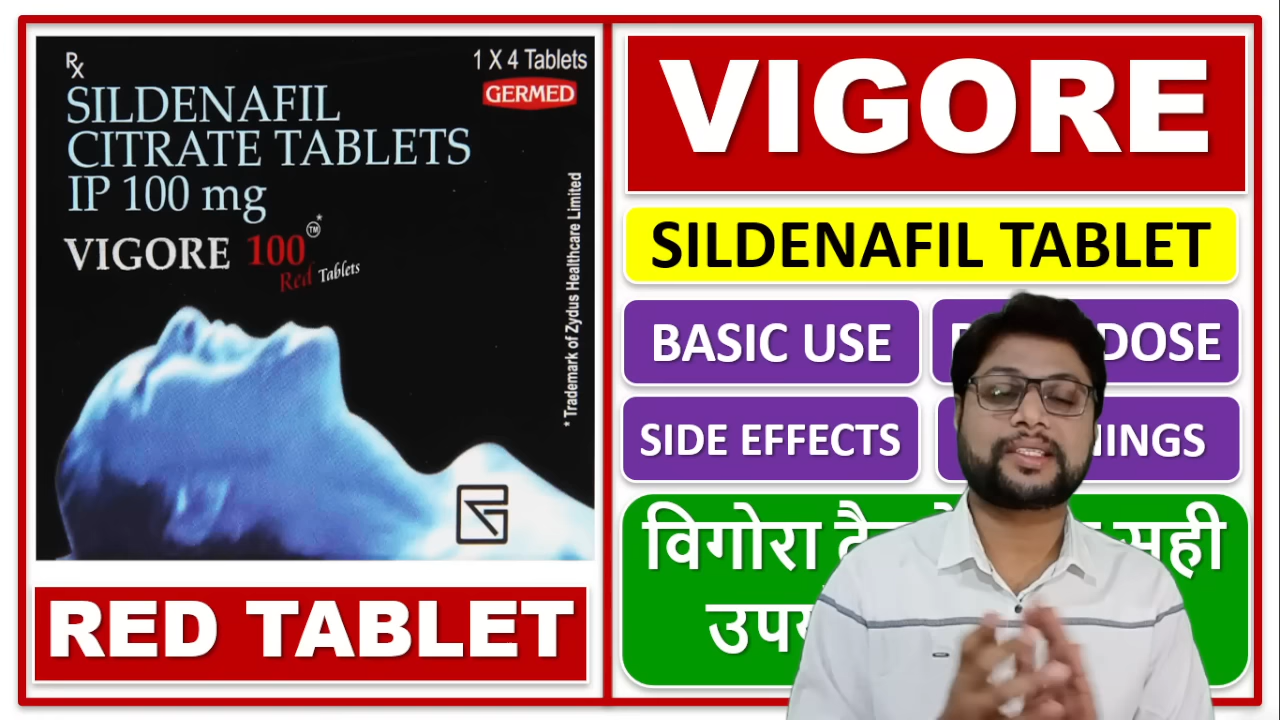 Rx
1 X 4 Tablets
GERMED
SILDENAFIL
CITRATE TABLETS
IP 100 mg
VIGORE 100 ™*
Red Tablets
* Trademark of Zydus Healthcare Limited
RED TABLET
VIGORE
SILDENAFIL TABLET
BASIC USE
DOSE
SIDE EFFECTS
विगोरा
सही